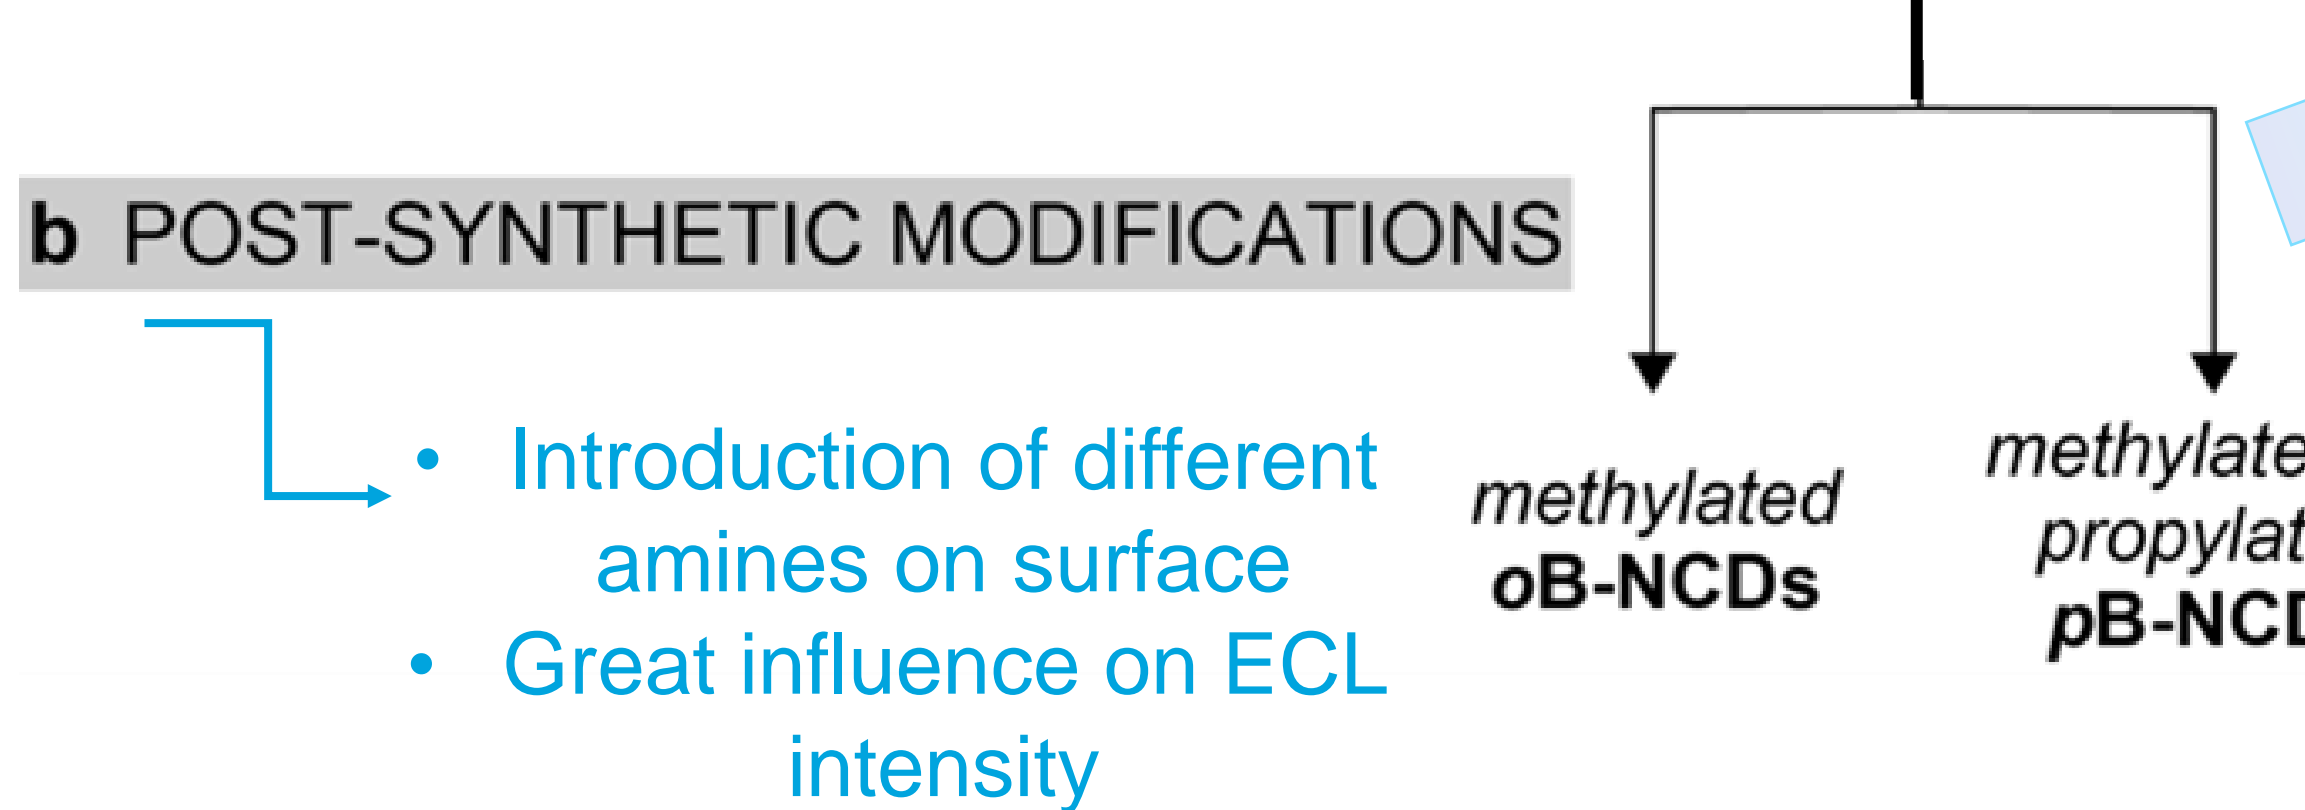 b POST-SYNTHETIC MODIFICATIONS
• Introduction of different
amines on surface
• Great influence on ECL
intensity
methylated
oB-NCDs